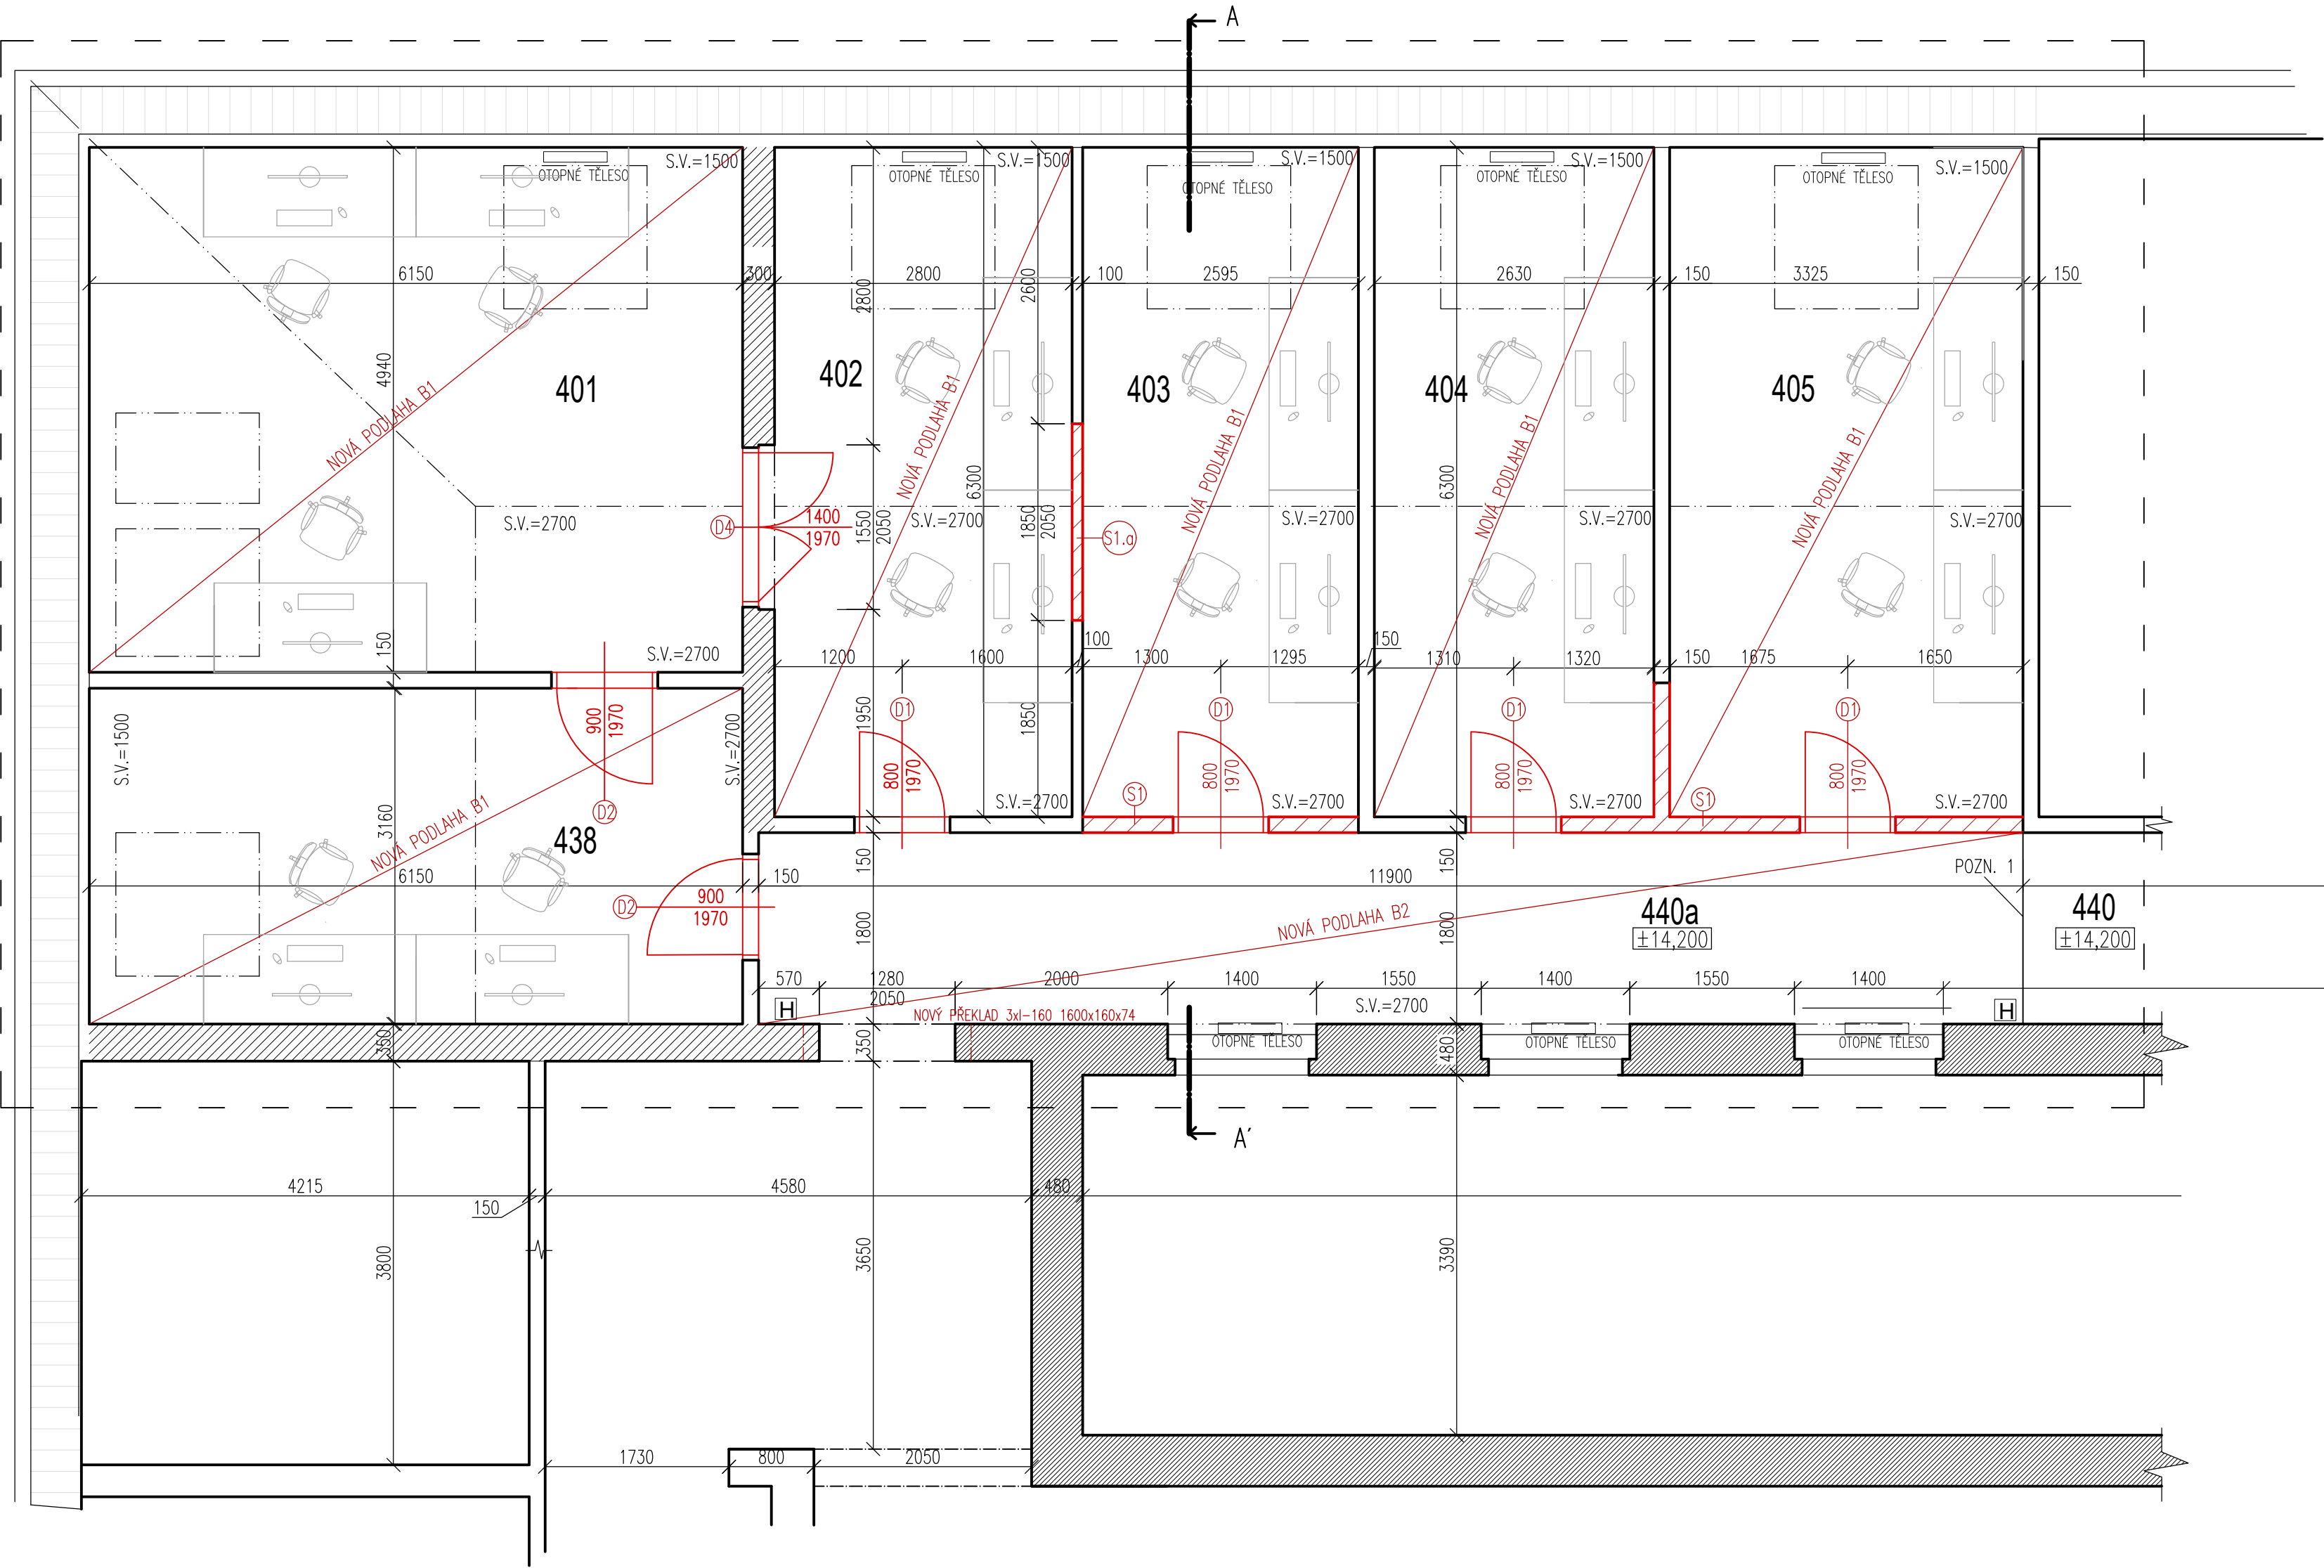 A
S.V.=1500
S.V.=1500
S.V.=1500
S.V.=1500
S.V.=1500
OTOPNÉ TĚLESO
OTOPNÉ TĚLESO
OTOPNÉ TĚLESO
OTOPNÉ TĚLESO
OTOPNÉ TĚLESO
6150
300
2800
100
2595
2630
150
3325
150
2800
2600
4940
401
402
403
404
405
NOVÁ PODLAHA B1
NOVÁ PODLAHA B1
NOVÁ PODLAHA B1
NOVÁ PODLAHA B1
NOVÁ PODLAHA B1
6300
6300
S.V.=2700
S.V.=2700
S.V.=2700
S.V.=2700
S.V.=2700
D4
1400
1970
1550
2050
1850
2050
S1.a
150
S.V.=2700
100
150
1200
1600
1300
1295
1310
1320
150
1675
1650
1950
1850
D1
D1
D1
D1
800
1970
800
1970
800
1970
800
1970
900
1970
D2
S.V.=1500
S.V.=2700
S1
S1
S.V.=2700
S.V.=2700
S.V.=2700
S.V.=2700
3160
NOVÁ PODLAHA B1
438
6150
150
150
150
11900
POZN. 1
D2
900
1970
1800
1800
NOVÁ PODLAHA B2
440a
±14,200
440
±14,200
570
1280
2050
2000
1400
1550
1400
1550
1400
S.V.=2700
H
H
NOVÝ PŘEKLAD 3xI-160 1600x160x74
OTOPNÉ TĚLESO
OTOPNÉ TĚLESO
OTOPNÉ TĚLESO
350
350
480
A´
4215
150
4580
480
3800
3650
3390
1730
800
2050